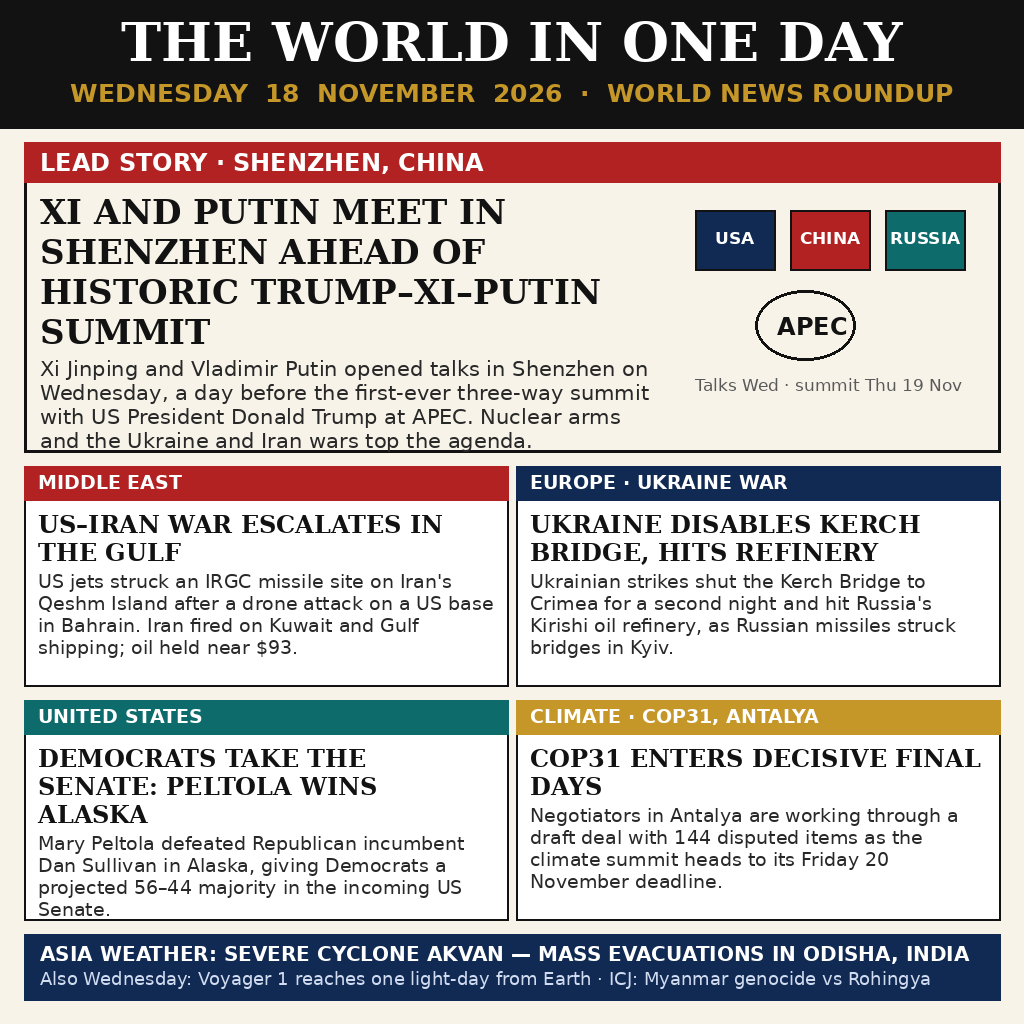 THE WORLD IN ONE DAY
WEDNESDAY 18 NOVEMBER 2026 · WORLD NEWS ROUNDUP
LEAD STORY · SHENZHEN, CHINA
XI AND PUTIN MEET IN
SHENZHEN AHEAD OF
HISTORIC TRUMP–XI–PUTIN
SUMMIT
Xi Jinping and Vladimir Putin opened talks in Shenzhen on
Wednesday, a day before the first-ever three-way summit
with US President Donald Trump at APEC. Nuclear arms
and the Ukraine and Iran wars top the agenda.
USA
CHINA
RUSSIA
APEC
Talks Wed · summit Thu 19 Nov
MIDDLE EAST
US–IRAN WAR ESCALATES IN
THE GULF
US jets struck an IRGC missile site on Iran's
Qeshm Island after a drone attack on a US base
in Bahrain. Iran fired on Kuwait and Gulf
shipping; oil held near $93.
EUROPE · UKRAINE WAR
UKRAINE DISABLES KERCH
BRIDGE, HITS REFINERY
Ukrainian strikes shut the Kerch Bridge to
Crimea for a second night and hit Russia's
Kirishi oil refinery, as Russian missiles struck
bridges in Kyiv.
UNITED STATES
DEMOCRATS TAKE THE
SENATE: PELTOLA WINS
ALASKA
Mary Peltola defeated Republican incumbent
Dan Sullivan in Alaska, giving Democrats a
projected 56–44 majority in the incoming US
Senate.
CLIMATE · COP31, ANTALYA
COP31 ENTERS DECISIVE FINAL
DAYS
Negotiators in Antalya are working through a
draft deal with 144 disputed items as the
climate summit heads to its Friday 20
November deadline.
ASIA WEATHER: SEVERE CYCLONE AKVAN — MASS EVACUATIONS IN ODISHA, INDIA
Also Wednesday: Voyager 1 reaches one light-day from Earth · ICJ: Myanmar genocide vs Rohingya